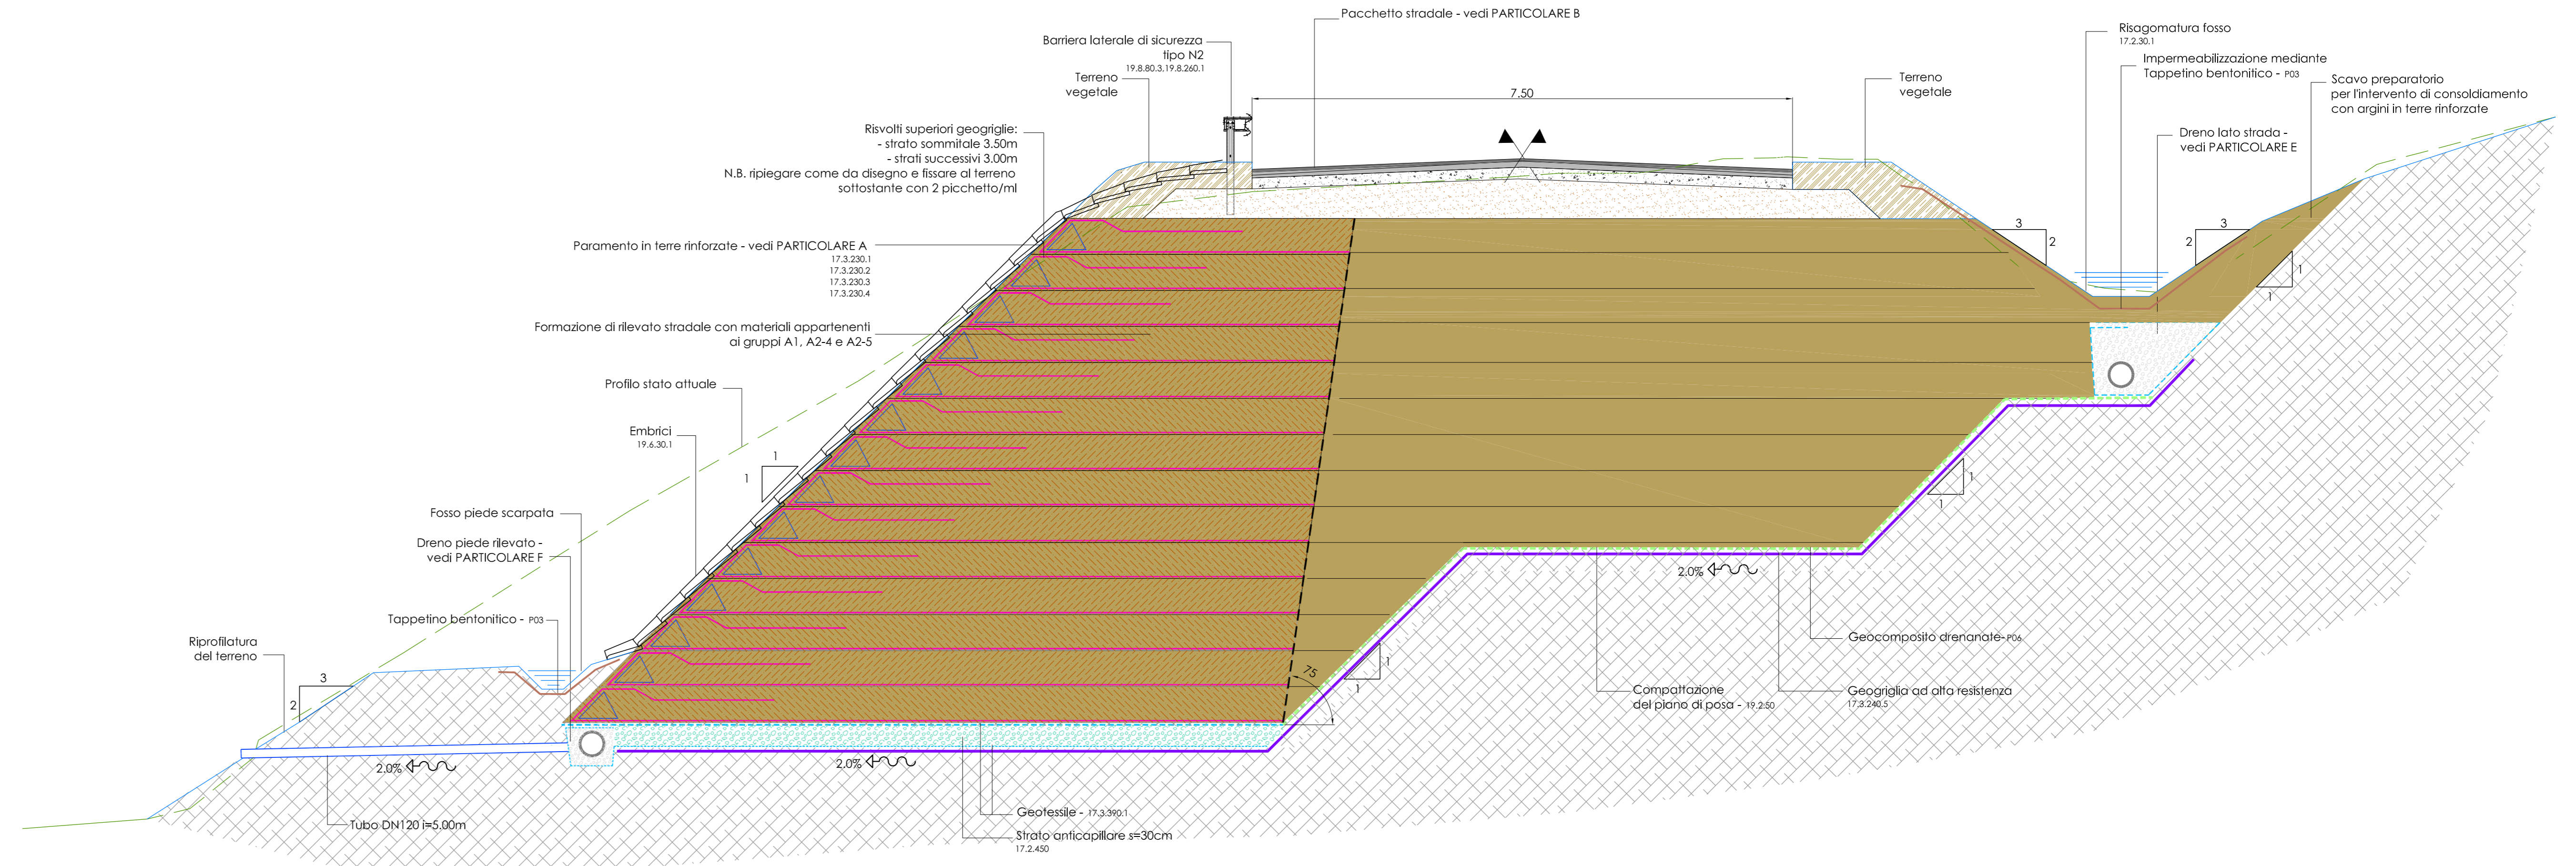 Pacchetto stradale - vedi PARTICOLARE B
Barriera laterale di sicurezza
tipo N2
19.8.80.3.19.8.260.1
Terreno
vegetale
7.50
Terreno
vegetale
Risagomatura fosso
17.2.30.1
Impermeabilizzazione mediante
Tappetino bentonitico - P03
Scavo preparatorio
per l'intervento di consoldiamento
con argini in terre rinforzate
Dreno lato strada -
vedi PARTICOLARE E
Risvolti superiori geogriglie:
- strato sommitale 3.50m
- strati successivi 3.00m
N.B. ripiegare come da disegno e fissare al terreno
sottostante con 2 picchetto/ml
3
2
3
2
1
1
Paramento in terre rinforzate - vedi PARTICOLARE A
17.3.230.1
17.3.230.2
17.3.230.3
17.3.230.4
Formazione di rilevato stradale con materiali appartenenti
ai gruppi A1, A2-4 e A2-5
Profilo stato attuale
Embrici
19.6.30.1
1
1
1
1
Fosso piede scarpata
Dreno piede rilevato -
vedi PARTICOLARE F
2.0%
Tappetino bentonitico - P03
Riprofilatura
del terreno
Geocomposito drenanate-P06
3
2
75
1
1
Compattazione
del piano di posa - 19.2.50
Geogriglia ad alta resistenza
17.3.240.5
2.0%
2.0%
Geotessile - 17.3.390.1
Tubo DN120 i=5.00m
Strato anticapillare s=30cm
17.2.450